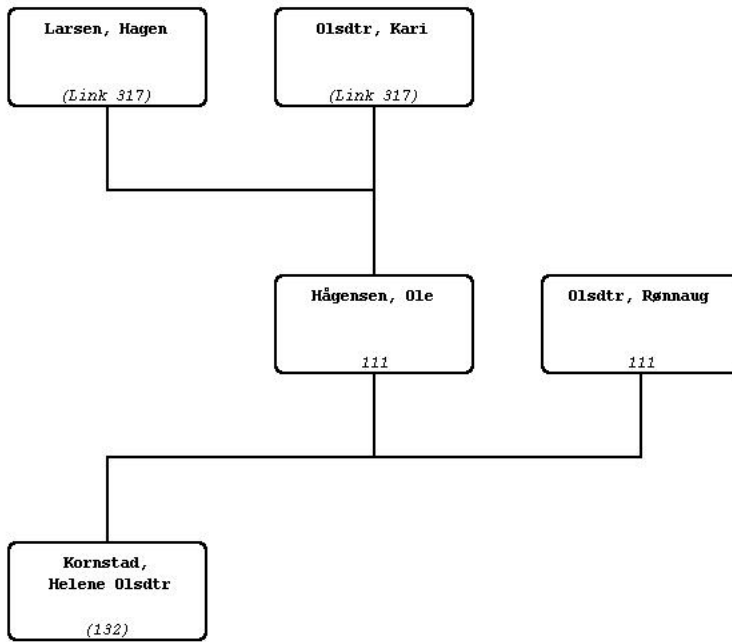 Larsen, Hagen
(Link 317)
Olsdtr, Kari
(Link 317)
Hågensen, Ole
111
Olsdtr, Rønnaug
111
Kornstad,
Helene Olsdtr
(132)